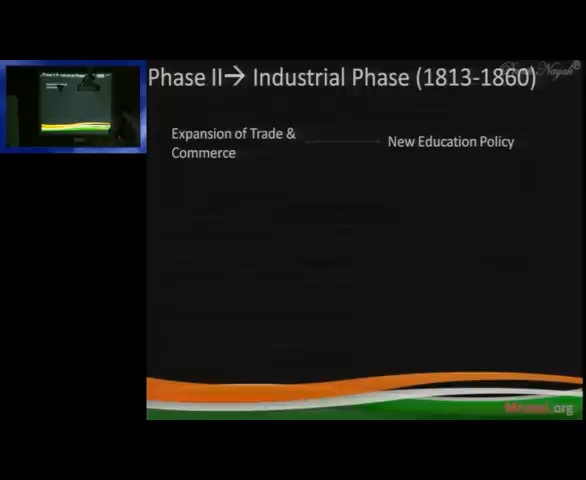 Phase II→ Industrial Phase (1813-1860)
Expansion of Trade &
Commerce
New Education Policy
Mrunal.org